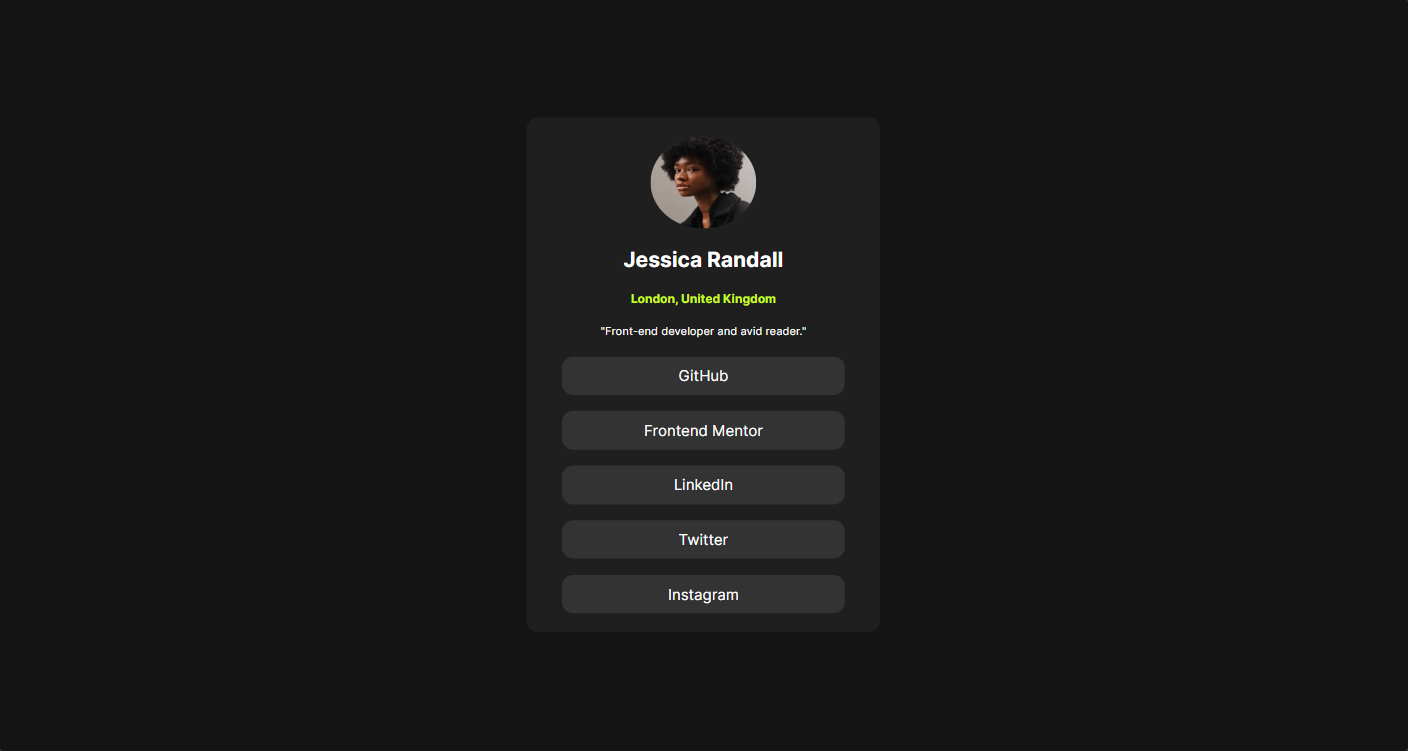 Jessica Randall
London, United Kingdom
"Front-end developer and avid reader."
GitHub
Frontend Mentor
LinkedIn
Twitter
Instagram